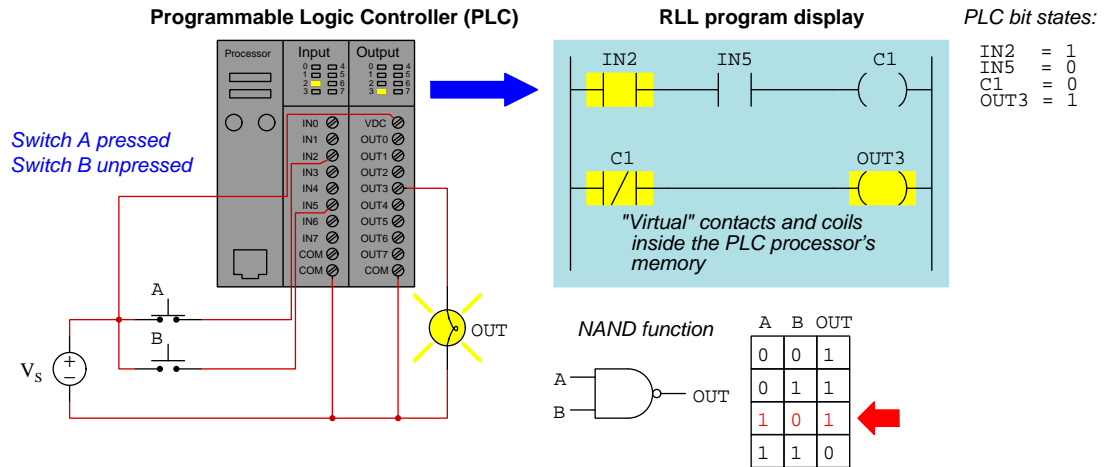 Programmable Logic Controller (PLC)
RLL program display
PLC bit states:
Processor
Input
Output
0 4
1 5
2 6
3 7
0 4
1 5
2 6
3 7
IN0
IN1
IN2
IN3
IN4
IN5
IN6
IN7
COM
COM
VDC
OUT0
OUT1
OUT2
OUT3
OUT4
OUT5
OUT6
OUT7
COM
Switch A pressed
Switch B unpressed
A
B
VS
+
−
OUT
IN2 IN5 C1
C1 OUT3
"Virtual" contacts and coils
inside the PLC processor's
memory
IN2 = 1
IN5 = 0
C1 = 0
OUT3 = 1
NAND function
A
B
OUT
A B OUT
0 0 1
0 1 1
1 0 1
1 1 0